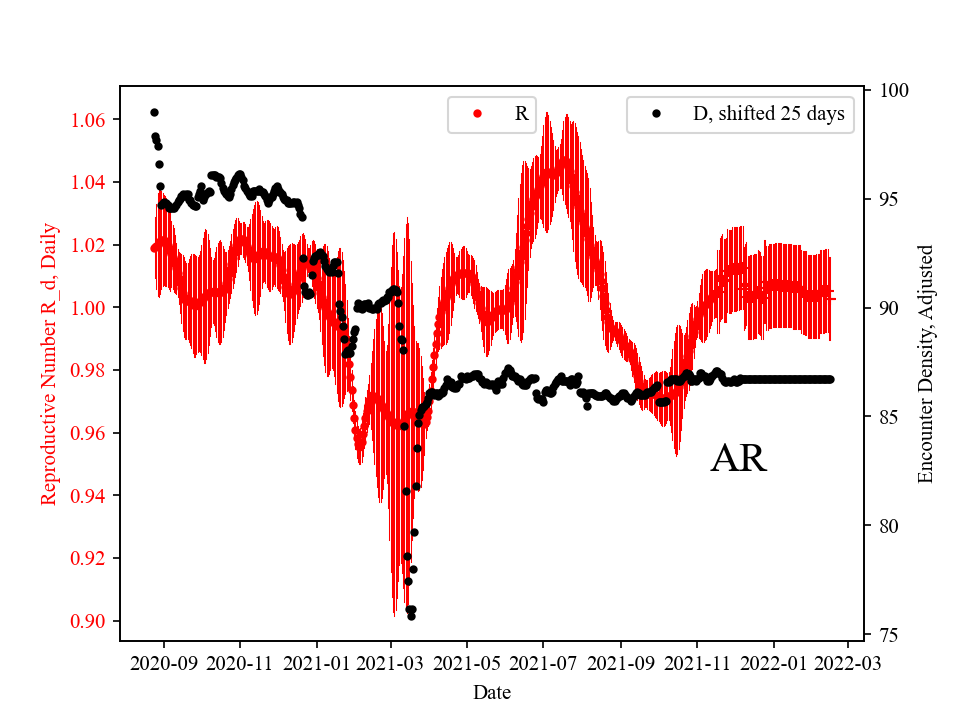 R
D, shifted 25 days
Reproductive Number R_d, Daily
1.06
1.04
1.02
1.00
0.98
0.96
0.94
0.92
0.90
100
95
90
85
80
75
Encounter Density, Adjusted
AR
2020-09 2020-11 2021-01 2021-03 2021-05 2021-07 2021-09 2021-11 2022-01 2022-03
Date